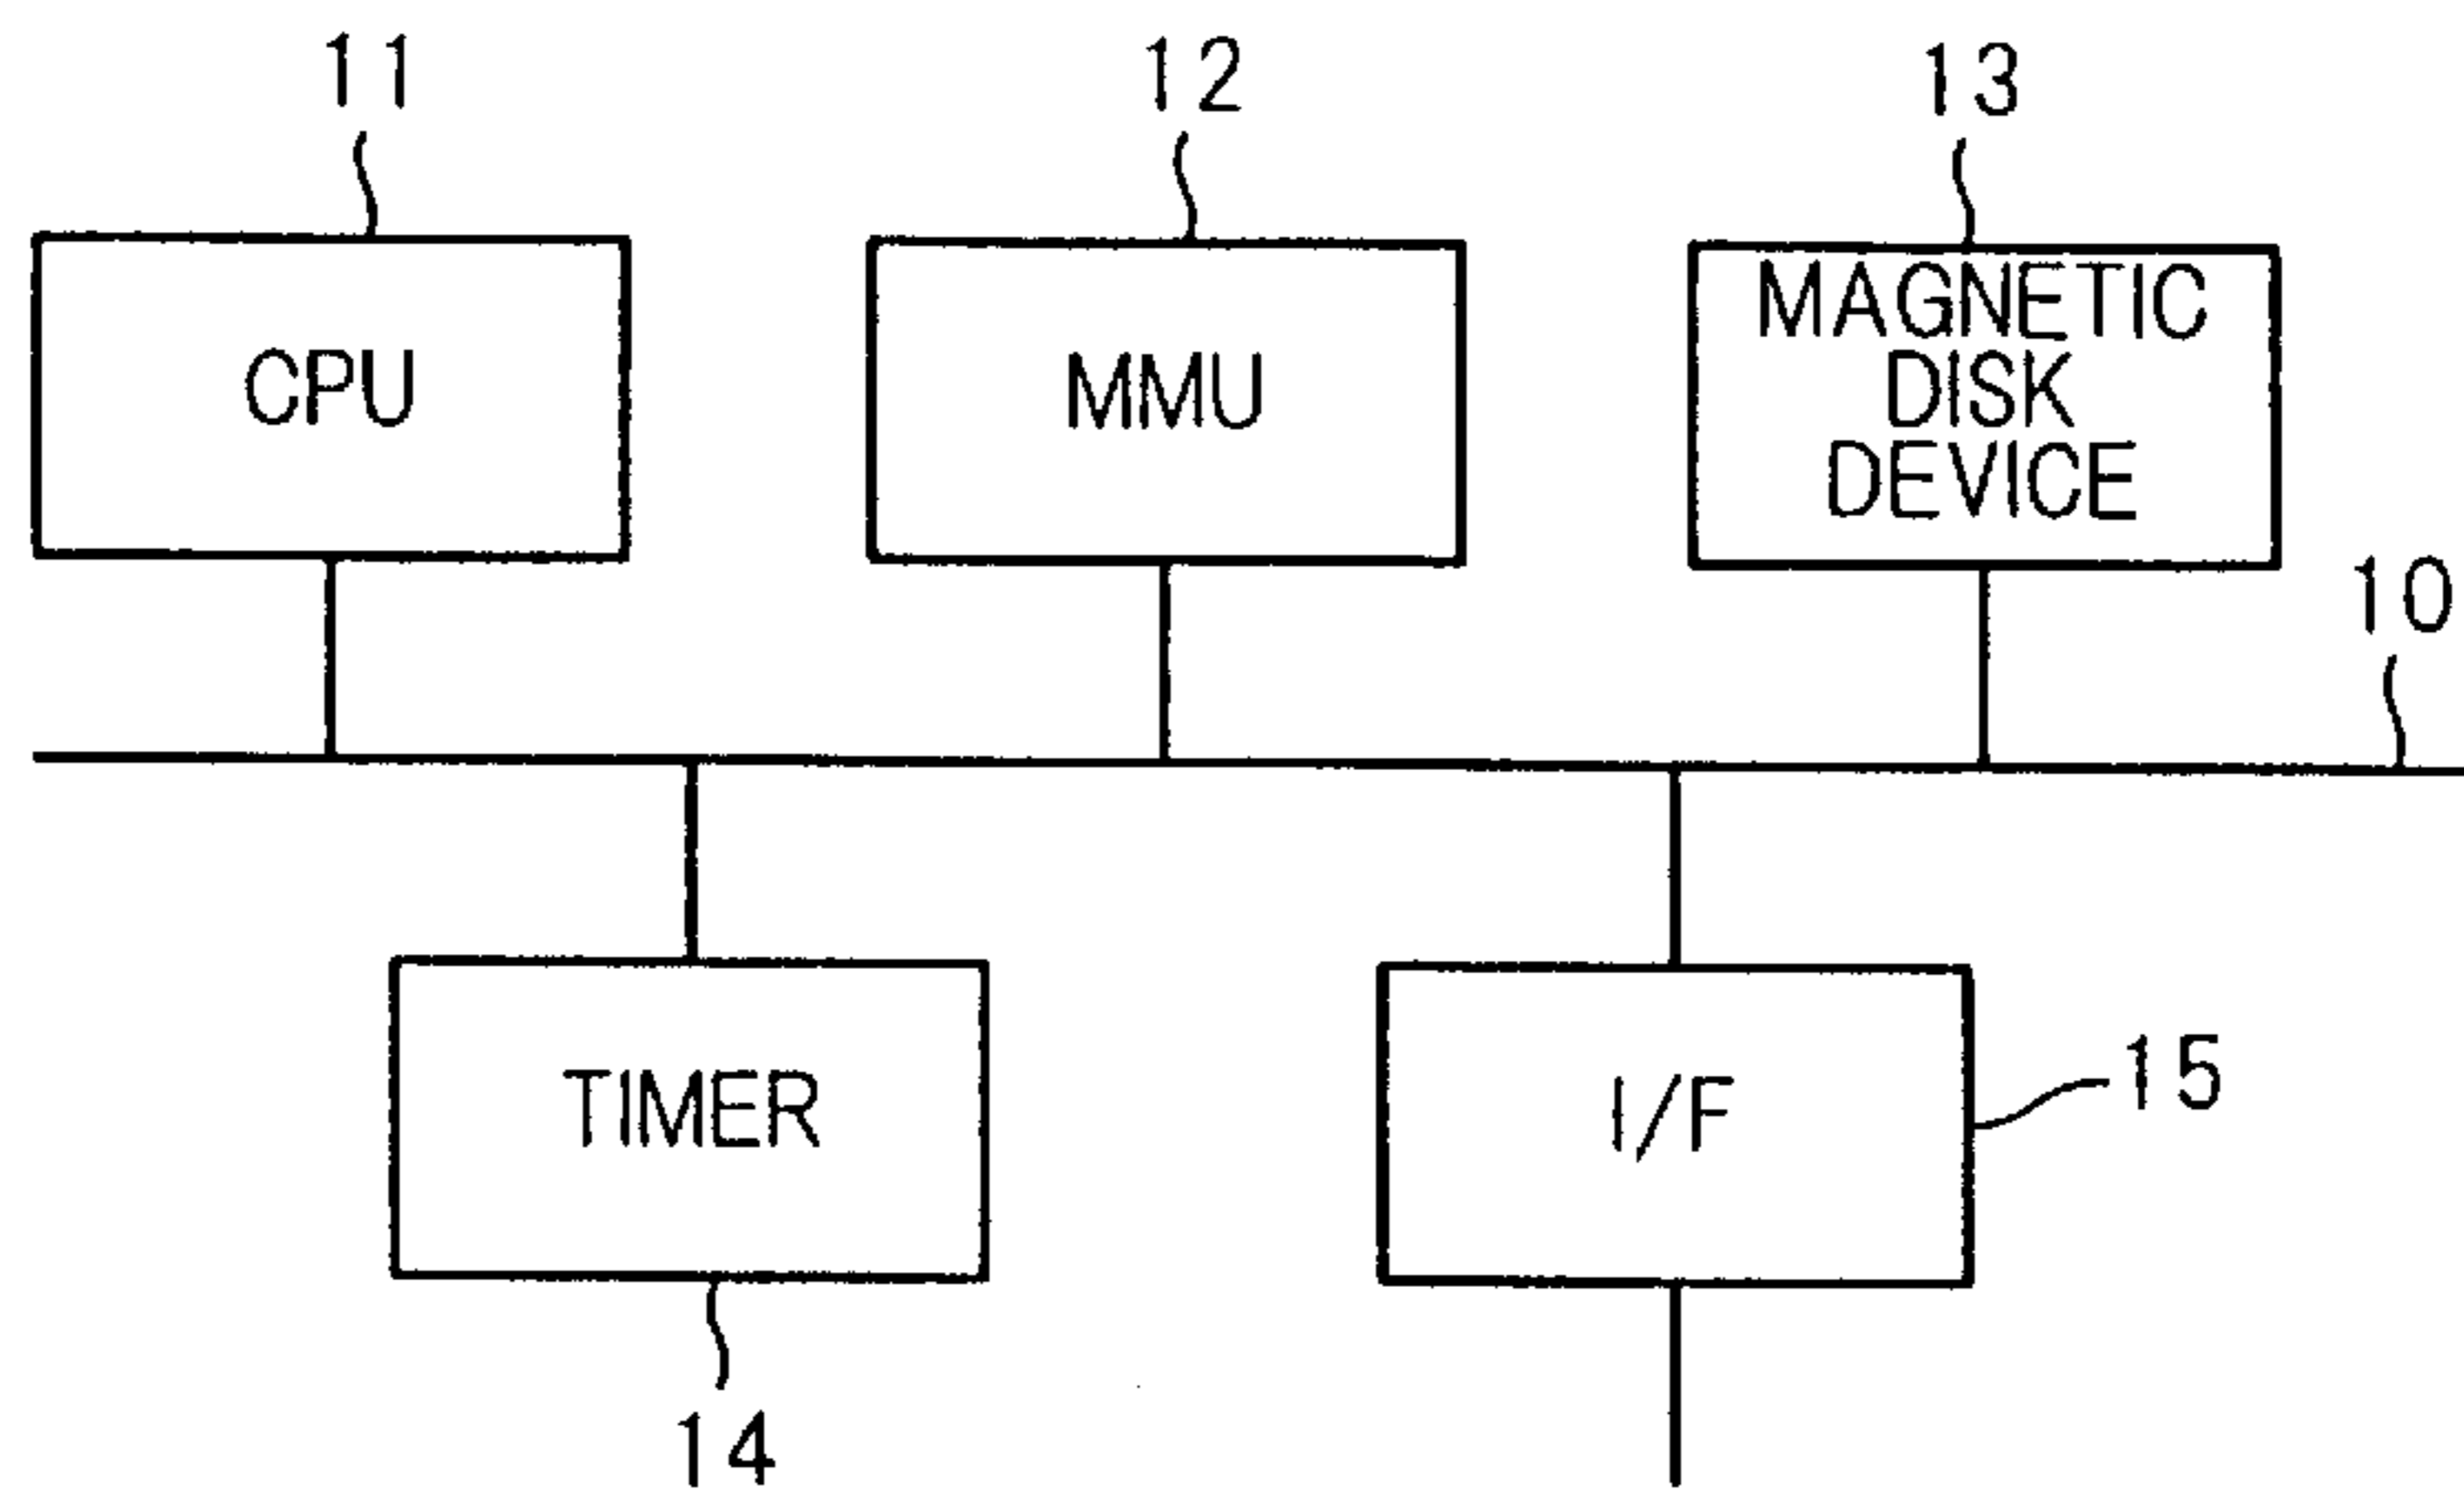 11
12
13
CPU
MMU
MAGNETIC
DISK
DEVICE
10
TIMER
I/F
15
14